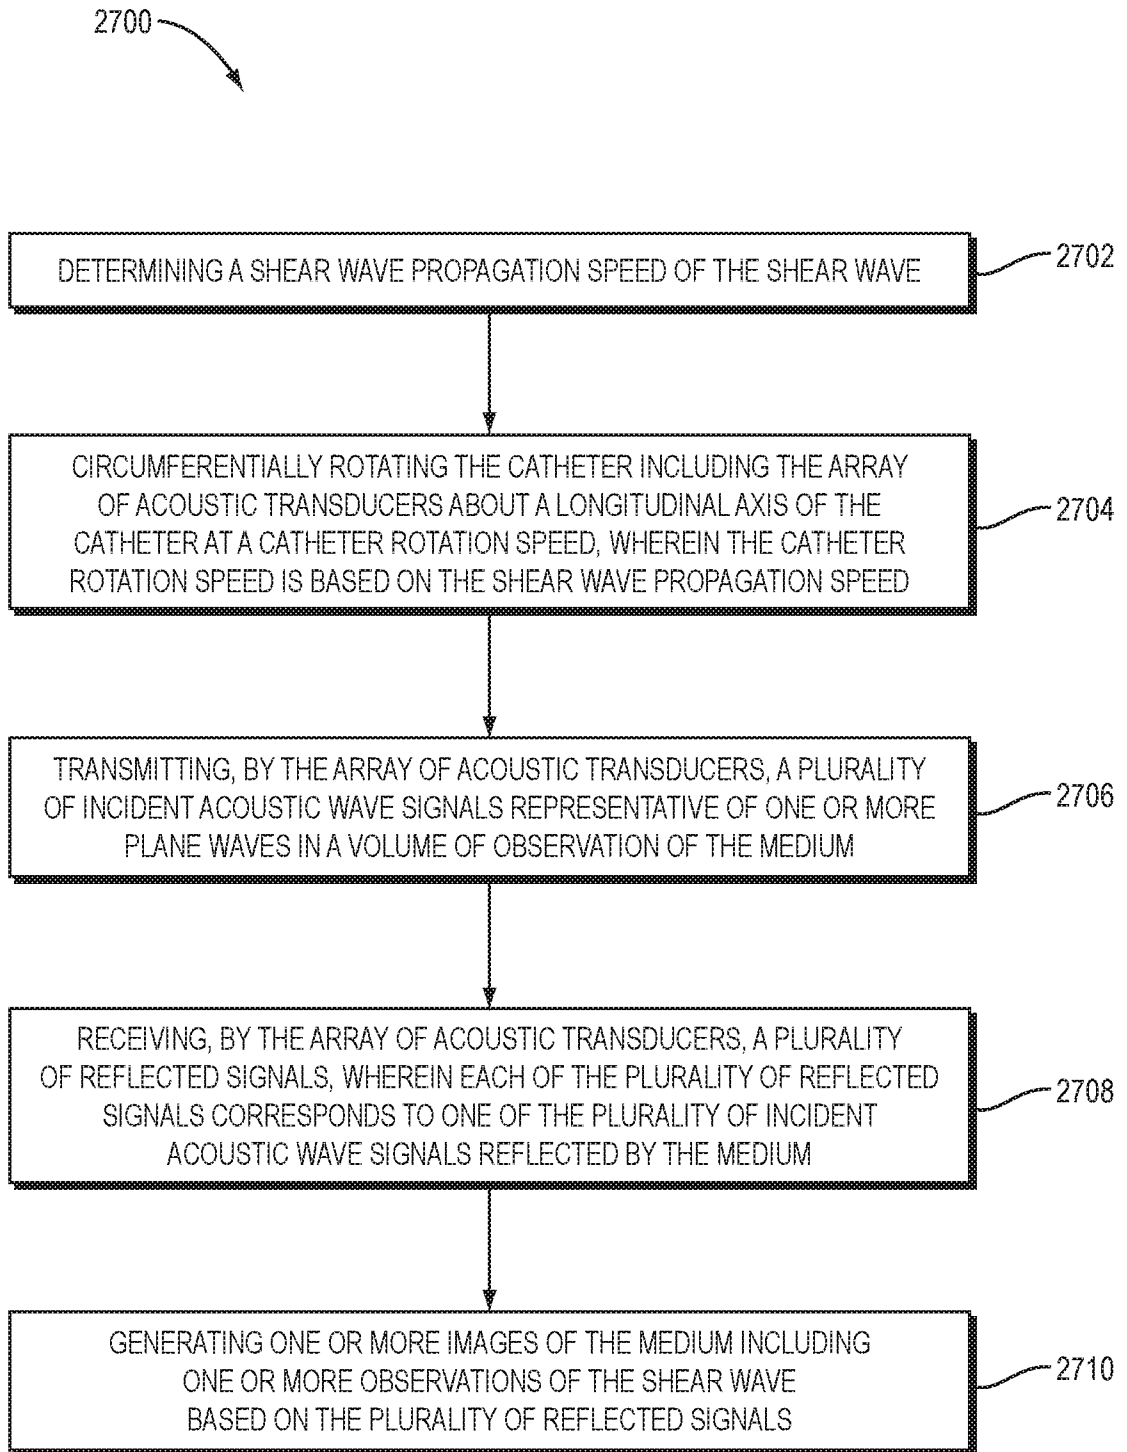 2700
DETERMINING A SHEAR WAVE PROPAGATION SPEED OF THE SHEAR WAVE
2702
CIRCUMFERENTIALLY ROTATING THE CATHETER INCLUDING THE ARRAY
OF ACOUSTIC TRANSDUCERS ABOUT A LONGITUDINAL AXIS OF THE
CATHETER AT A CATHETER ROTATION SPEED, WHEREIN THE CATHETER
ROTATION SPEED IS BASED ON THE SHEAR WAVE PROPAGATION SPEED
2704
TRANSMITTING, BY THE ARRAY OF ACOUSTIC TRANSDUCERS, A PLURALITY
OF INCIDENT ACOUSTIC WAVE SIGNALS REPRESENTATIVE OF ONE OR MORE
PLANE WAVES IN A VOLUME OF OBSERVATION OF THE MEDIUM
2706
RECEIVING, BY THE ARRAY OF ACOUSTIC TRANSDUCERS, A PLURALITY
OF REFLECTED SIGNALS, WHEREIN EACH OF THE PLURALITY OF REFLECTED
SIGNALS CORRESPONDS TO ONE OF THE PLURALITY OF INCIDENT
ACOUSTIC WAVE SIGNALS REFLECTED BY THE MEDIUM
2708
GENERATING ONE OR MORE IMAGES OF THE MEDIUM INCLUDING
ONE OR MORE OBSERVATIONS OF THE SHEAR WAVE
BASED ON THE PLURALITY OF REFLECTED SIGNALS
2710